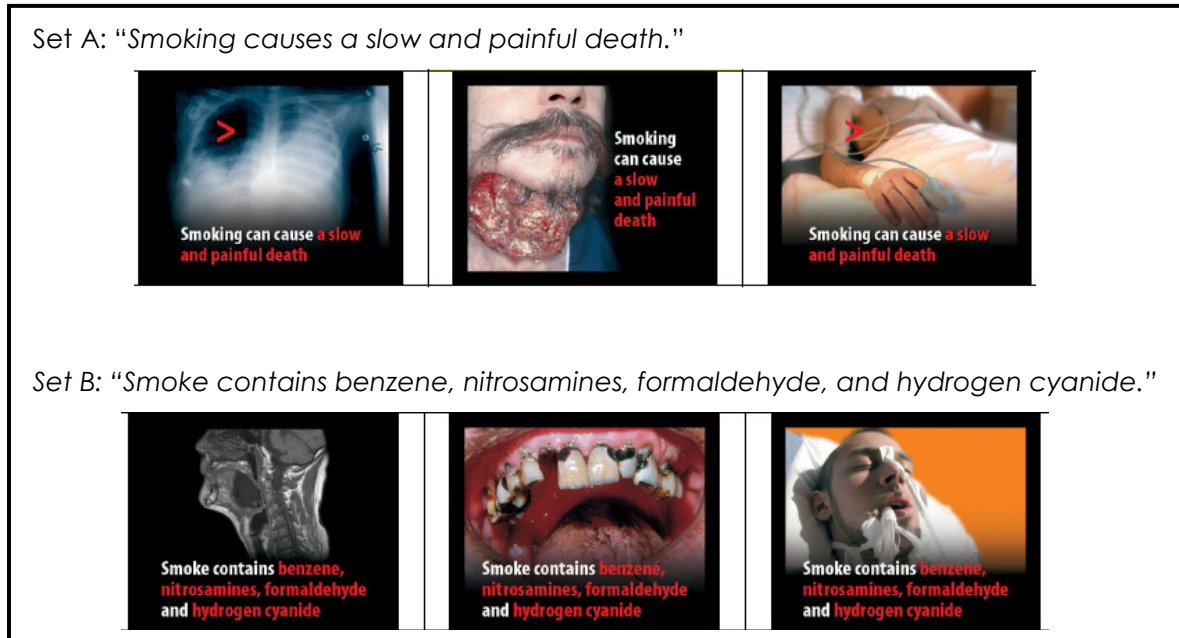 Set A: “Smoking causes a slow and painful death.”
>
Smoking can cause a slow
and painful death
Smoking
can cause
a slow
and painful
death
>
Smoking can cause a slow
and painful death
Set B: “Smoke contains benzene, nitrosamines, formaldehyde, and hydrogen cyanide.”
Smoke contains benzene,
nitrosamines, formaldehyde
and hydrogen cyanide
Smoke contains benzene,
nitrosamines, formaldehyde
and hydrogen cyanide
Smoke contains benzene,
nitrosamines, formaldehyde
and hydrogen cyanide